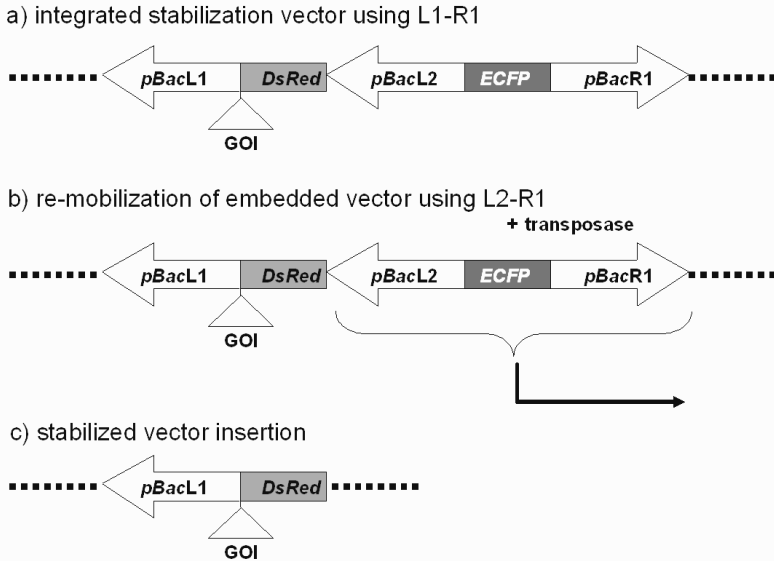 a) integrated stabilization vector using L1-R1
pBacL1 DsRed pBacL2 ECFP pBacR1
GOI
b) re-mobilization of embedded vector using L2-R1
+ transposase
pBacL1 DsRed pBacL2 ECFP pBacR1
GOI
c) stabilized vector insertion
pBacL1 DsRed
GOI